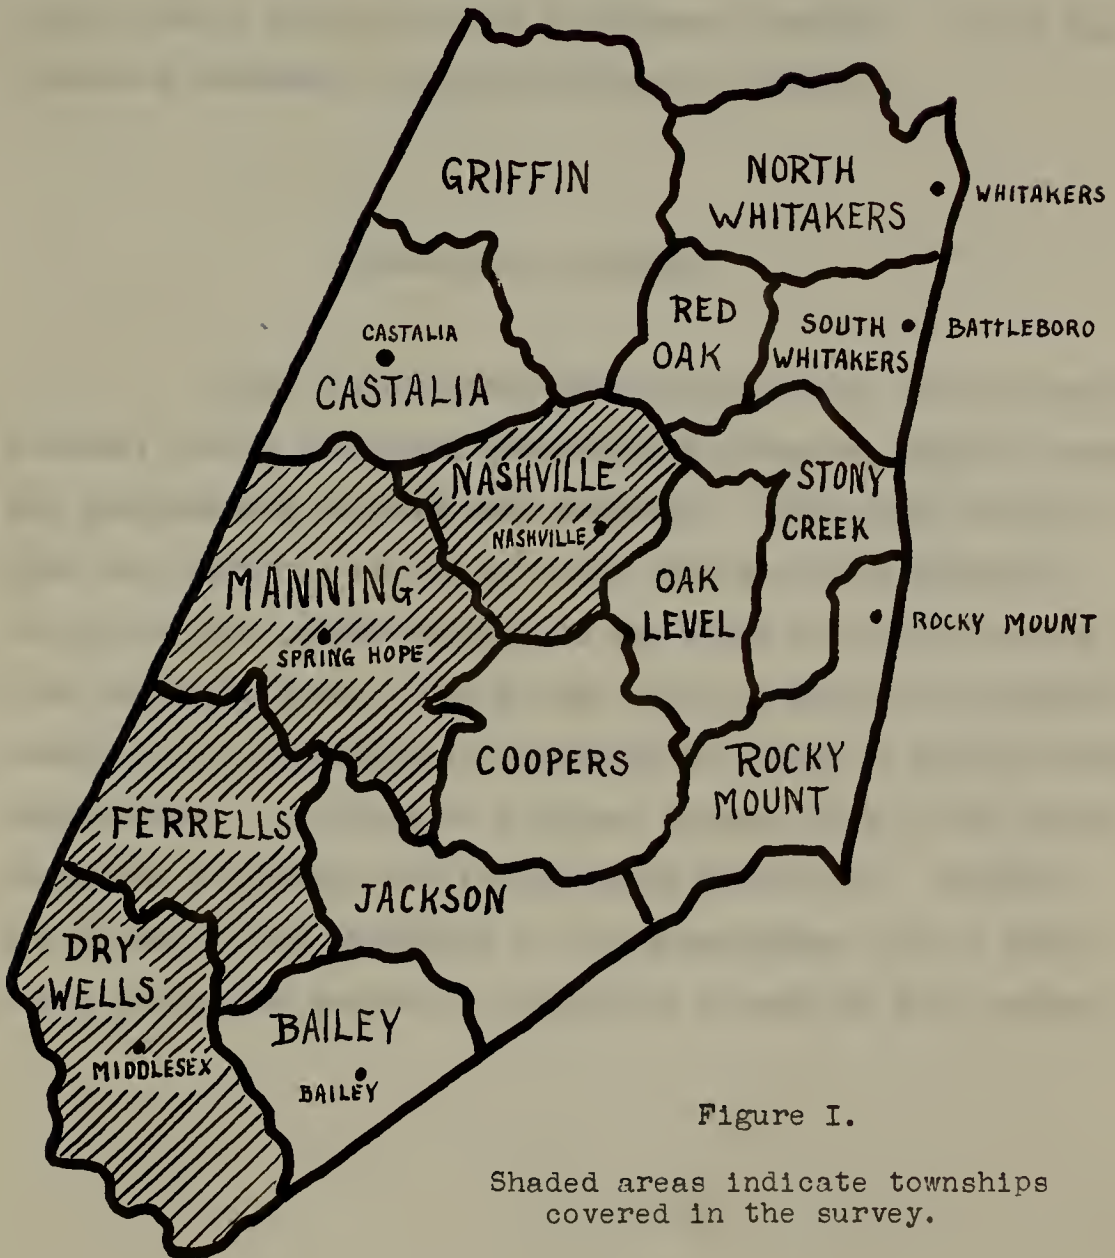 GRIFFIN
NORTH
WHITAKERS
WHITAKERS
RED
OAK
SOUTH
WHITAKERS
BATTLEBORO
CASTALIA
CASTALIA
NASHVILLE
NASHVILLE
STONY
CREEK
MANNING
SPRING HOPE
OAK
LEVEL
ROCKY MOUNT
COOPERS
ROCKY
MOUNT
FERRELLS
JACKSON
DRY
WELLS
MIDDLESEX
BAILEY
BAILEY
Figure I.
Shaded areas indicate townships
covered in the survey.